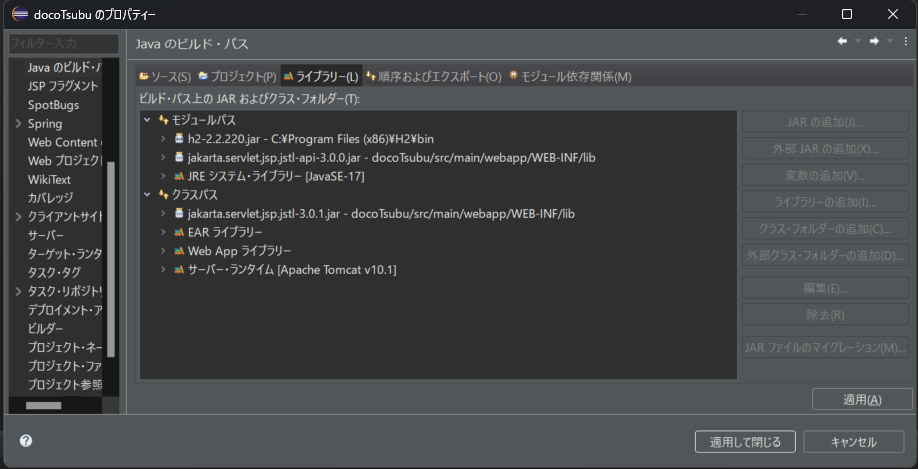 docoTsubu のプロパティー
フィルター入力
Java のビルド・パ
JSP フラグメント
SpotBugs
Spring
Web Content
Web プロジェクト
WikiText
カバレッジ
クライアントサイト
サーバー
ターゲット・ランタ
タスク・タグ
タスク・リポジトリ
デプロイメント・ア
ビルダー
プロジェクト・ネー
プロジェクト・ファ
プロジェクト参照
Java のビルド・パス
ソース(S) プロジェクト(P) ライブラリー(L) 順序およびエクスポート(O) モジュール依存関係(M)
ビルド・パス上の JAR およびクラス・フォルダー(T):
モジュールパス
h2-2.2.220.jar - C:¥Program Files (x86)¥H2¥bin
jakarta.servlet.jsp.jstl-api-3.0.0.jar - docoTsubu/src/main/webapp/WEB-INF/lib
JRE システム・ライブラリー [JavaSE-17]
クラスパス
jakarta.servlet.jsp.jstl-3.0.1.jar - docoTsubu/src/main/webapp/WEB-INF/lib
EAR ライブラリー
Web App ライブラリー
サーバー・ランタイム [Apache Tomcat v10.1]
JAR の追加(J)...
外部 JAR の追加(X)...
変数の追加(V)...
ライブラリーの追加(I)...
クラス・フォルダーの追加(C)...
外部クラス・フォルダーの追加(D)...
編集(E)...
除去(R)
JAR ファイルのマイグレーション(M)...
適用(A)
適用して閉じる
キャンセル